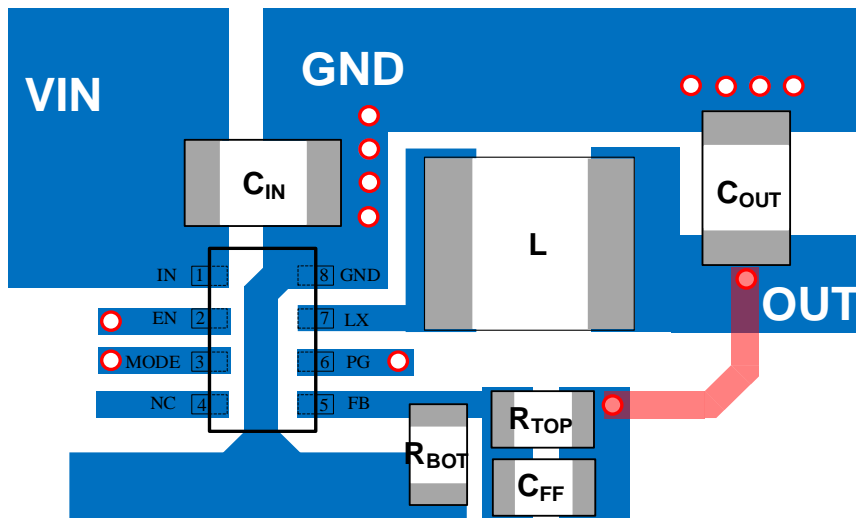 VIN
GND
CIN
L
COUT
IN 1
8 GND
EN 2
7 LX
OUT
MODE 3
6 PG
NC 4
5 FB
RTOP
RBOT
CFF